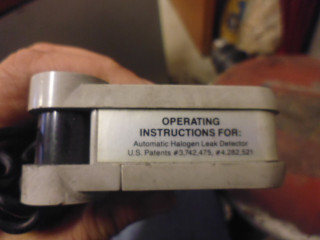 OPERATING
INSTRUCTIONS FOR:
Automatic Halogen Leak Detector
U.S. Patents #3,742,475, #4,282,521